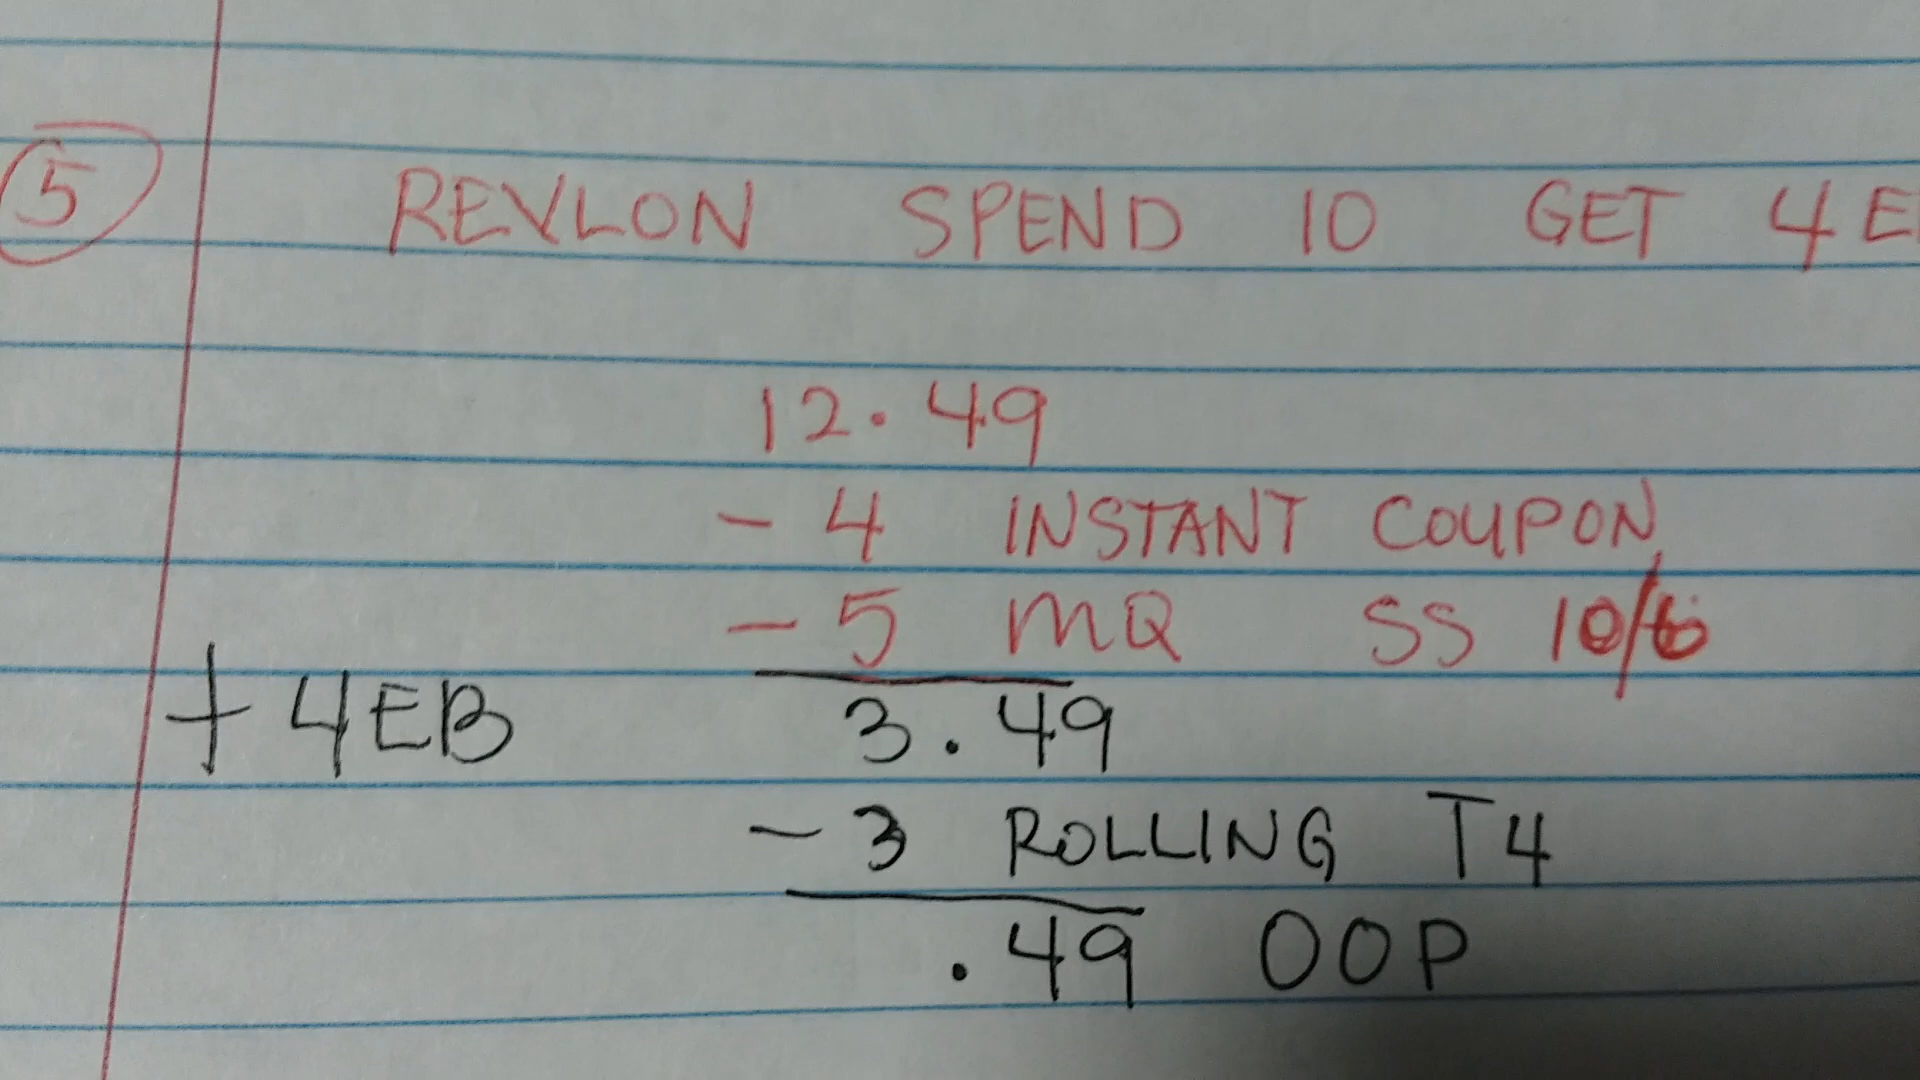 5 REVLON SPEND 10 GET 4 E
12.49
- 4 INSTANT COUPON
- 5 MQ SS 10/6
+ 4EB 3.49
- 3 ROLLING T4
.49 OOP